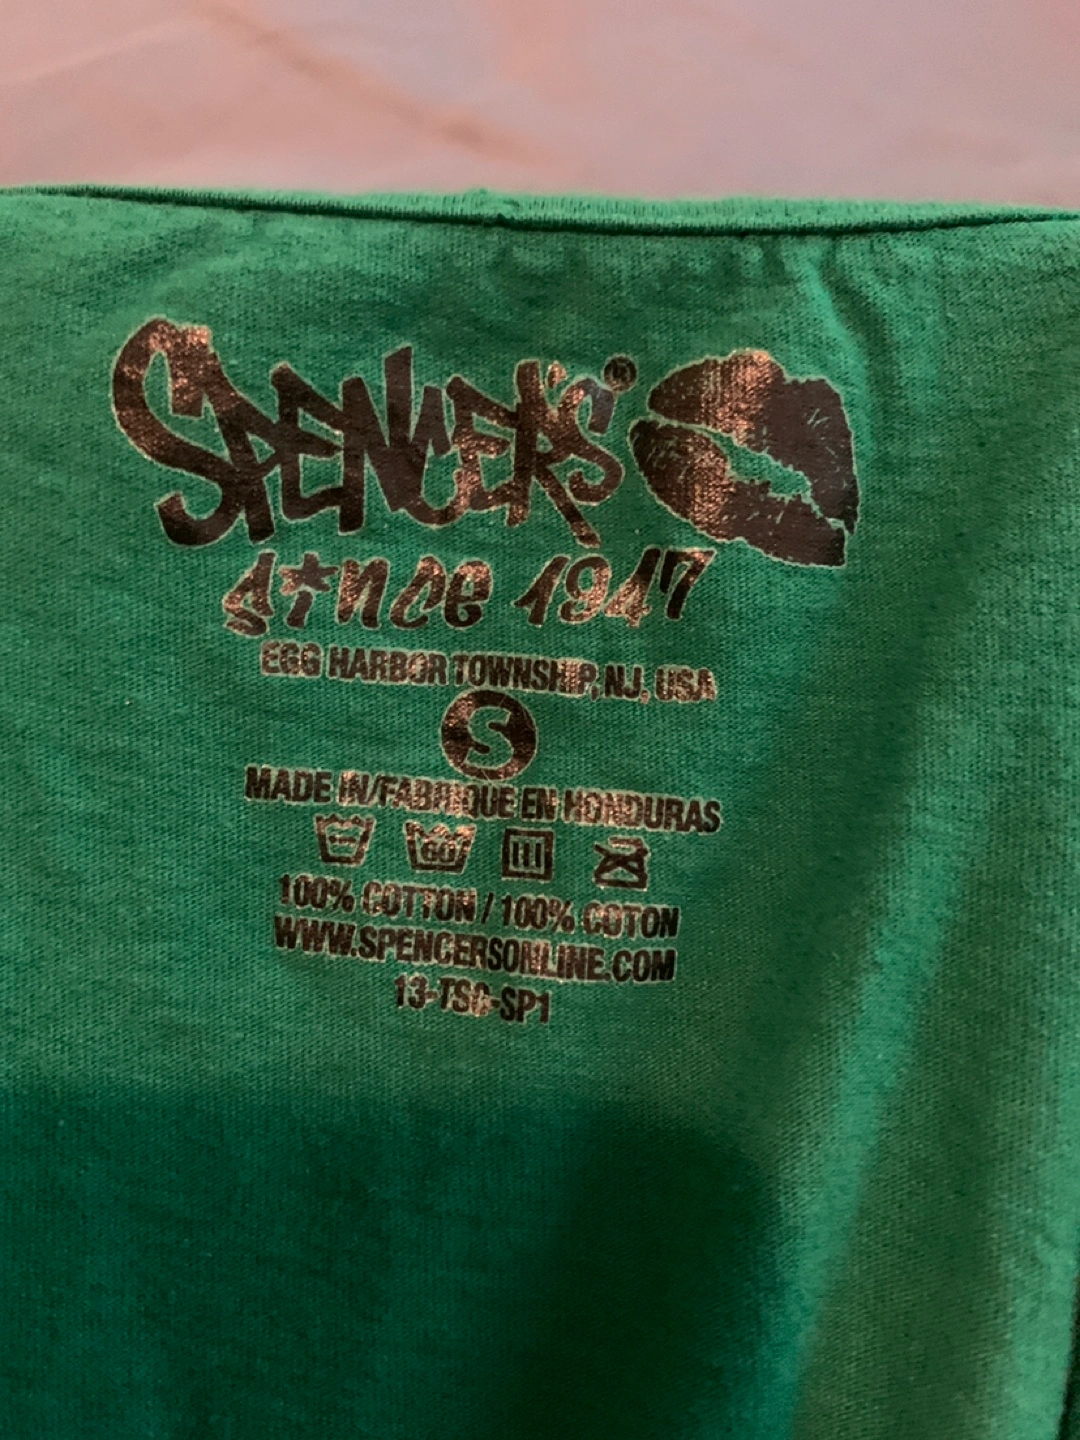 SPENCER'S®
since 1947
EGG HARBOR TOWNSHIP, NJ, USA
S
MADE IN/FABRIQUE EN HONDURAS
60
100% COTTON / 100% COTON
WWW.SPENCERSONLINE.COM
13-TSC-SP1